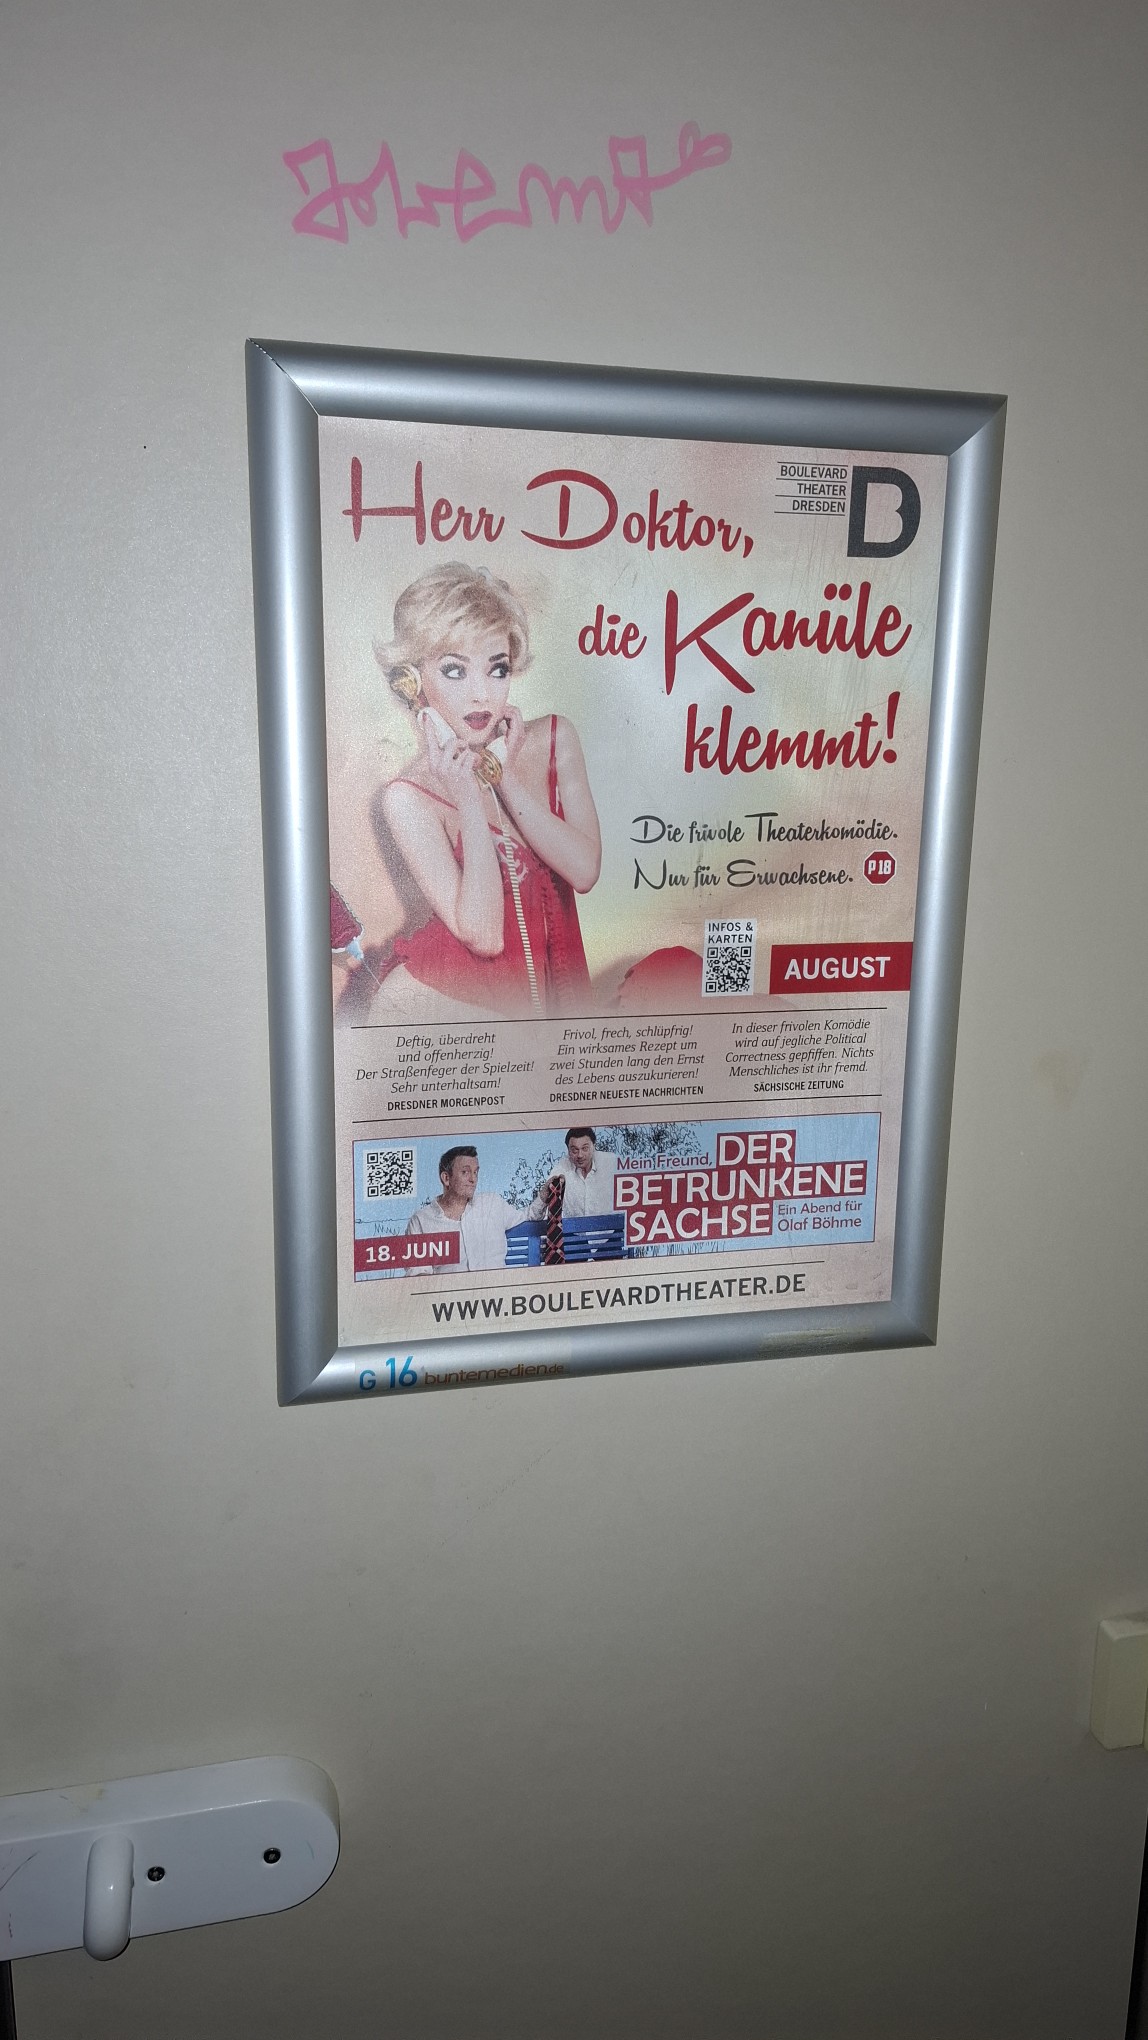 Herr Doktor,
BOULEVARD
THEATER
DRESDEN
B
die Kanüle
klemmt!
Die frivole Theaterkomödie.
Nur für Erwachsene. P18
INFOS &
KARTEN
AUGUST
Deftig, überdreht
und offenherzig!
Der Straßenfeger der Spielzeit!
Sehr unterhaltsam!
DRESDNER MORGENPOST
Frivol, frech, schlüpfrig!
Ein wirksames Rezept um
zwei Stunden lang den Ernst
des Lebens auszukurieren!
DRESDNER NEUESTE NACHRICHTEN
In dieser frivolen Komödie
wird auf jegliche Political
Correctness gepfiffen. Nichts
Menschliches ist ihr fremd.
SÄCHSISCHE ZEITUNG
Mein Freund, DER
BETRUNKENE
SACHSE
Ein Abend für
Olaf Böhme
18. JUNI
WWW.BOULEVARDTHEATER.DE
G 16 buntemedien.de